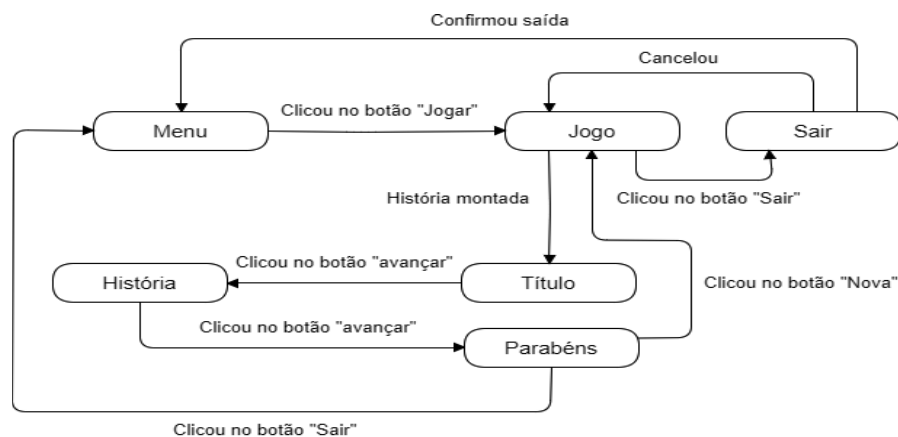 Confirmou saída
Cancelou
Clicou no botão "Jogar"
Menu
Jogo
Sair
História montada
Clicou no botão "Sair"
Clicou no botão "avançar"
História
Título
Clicou no botão "Nova"
Clicou no botão "avançar"
Parabéns
Clicou no botão "Sair"